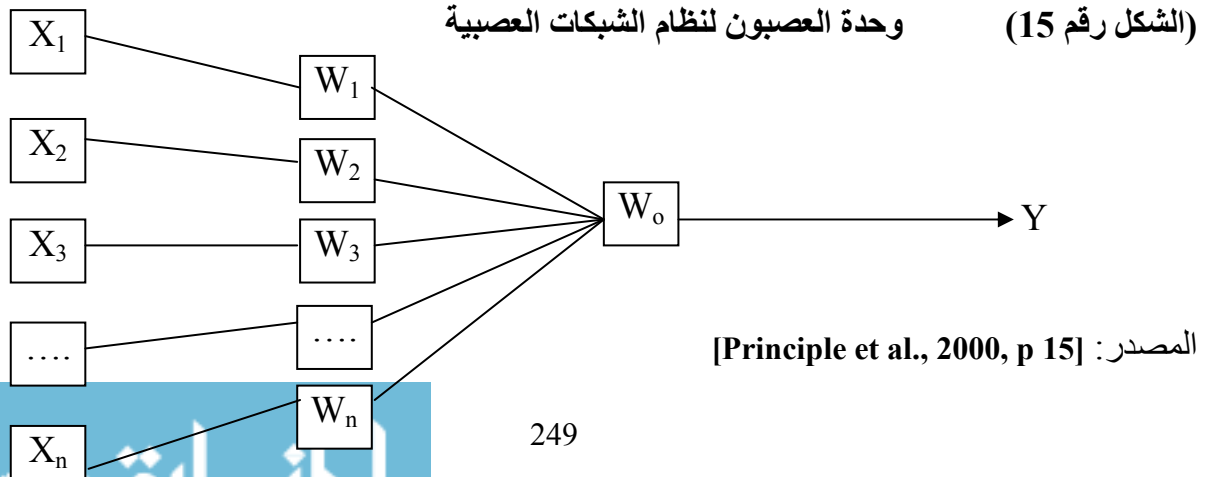 (الشكل رقم 15) وحدة العصبون لنظام الشبكات العصبية
X₁
W₁
X₂
W₂
X₃
W₃
Wₒ
Y
....
....
المصدر: [Principle et al., 2000, p 15]
Wₙ
Xₙ
249